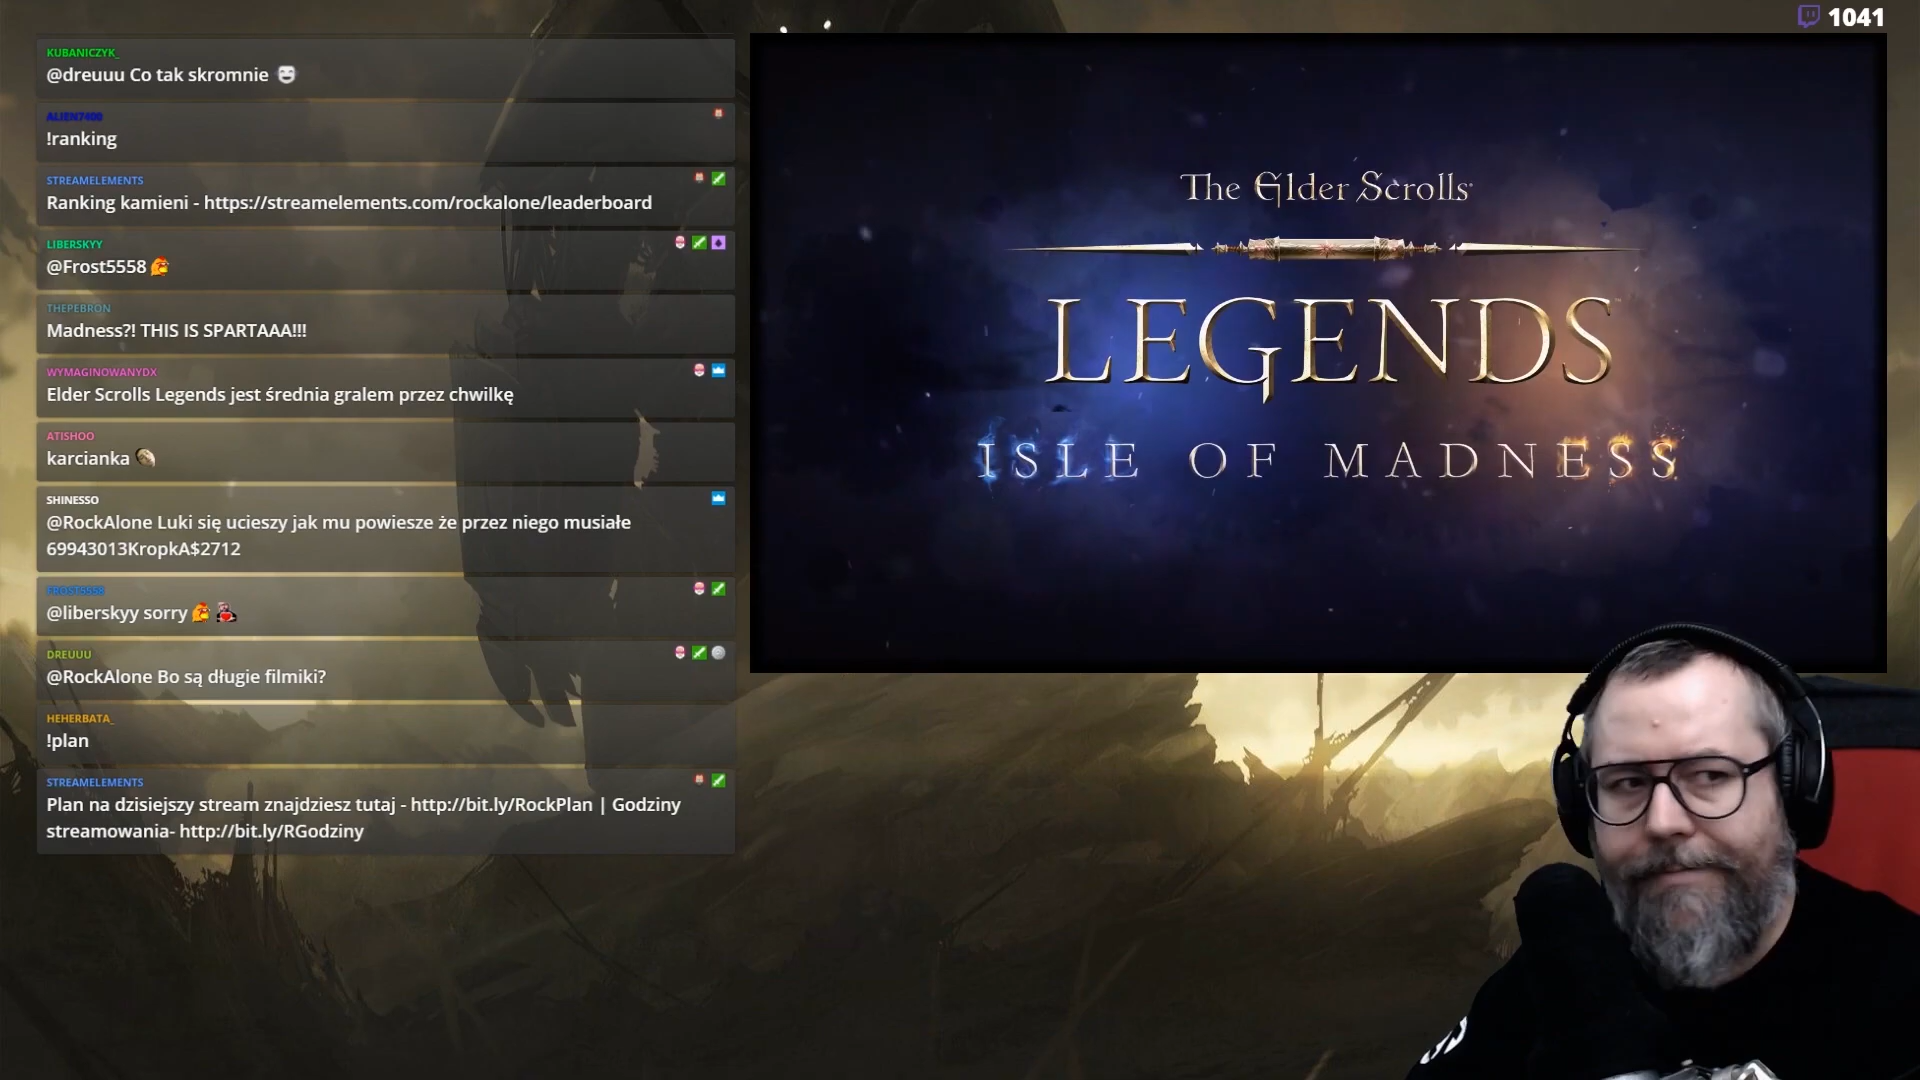 1041
KUBANICZYK_
@dreuuu Co tak skromnie
ALIEN7400
!ranking
STREAMELEMENTS
Ranking kamieni - https://streamelements.com/rockalone/leaderboard
LIBERSKYY
@Frost5558
THEPEBRON
Madness?! THIS IS SPARTAAA!!!
WYMAGINOWANYDX
Elder Scrolls Legends jest średnia gralem przez chwilkę
ATISHOO
karcianka
SHINESSO
@RockAlone Luki się ucieszy jak mu powiesze że przez niego musiałe
69943013KropkA$2712
FROST5558
@liberskyy sorry
DREUUU
@RockAlone Bo są długie filmiki?
HEHERBATA_
!plan
STREAMELEMENTS
Plan na dzisiejszy stream znajdziesz tutaj - http://bit.ly/RockPlan | Godziny
streamowania- http://bit.ly/RGodziny
The Elder Scrolls
LEGENDS™
ISLE OF MADNESS